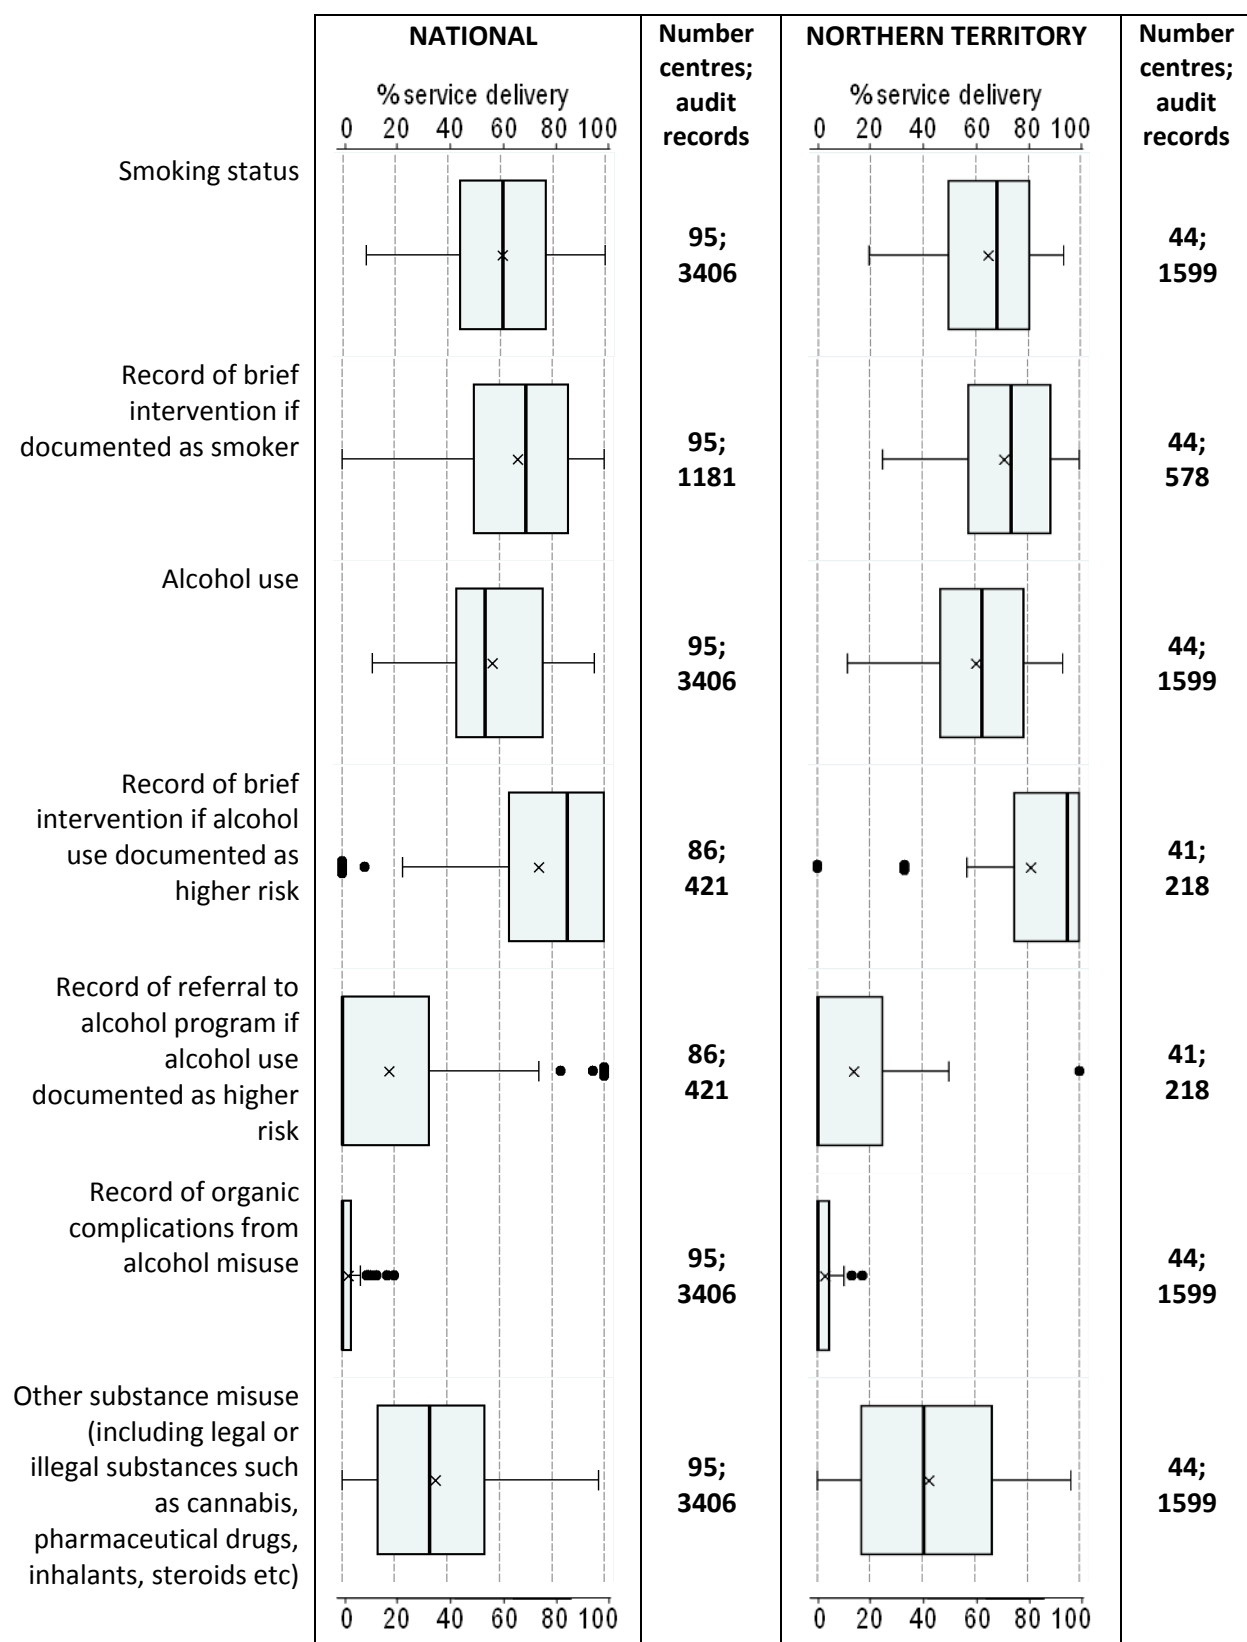 NATIONAL
Number
centres;
audit
records
NORTHERN TERRITORY
Number
centres;
audit
records
% service delivery
0 20 40 60 80 100
% service delivery
0 20 40 60 80 100
Smoking status
95;
3406
44;
1599
Record of brief
intervention if
documented as smoker
95;
1181
44;
578
Alcohol use
95;
3406
44;
1599
Record of brief
intervention if alcohol
use documented as
higher risk
86;
421
41;
218
Record of referral to
alcohol program if
alcohol use
documented as higher
risk
86;
421
41;
218
Record of organic
complications from
alcohol misuse
95;
3406
44;
1599
Other substance misuse
(including legal or
illegal substances such
as cannabis,
pharmaceutical drugs,
inhalants, steroids etc)
95;
3406
44;
1599
0 20 40 60 80 100
0 20 40 60 80 100